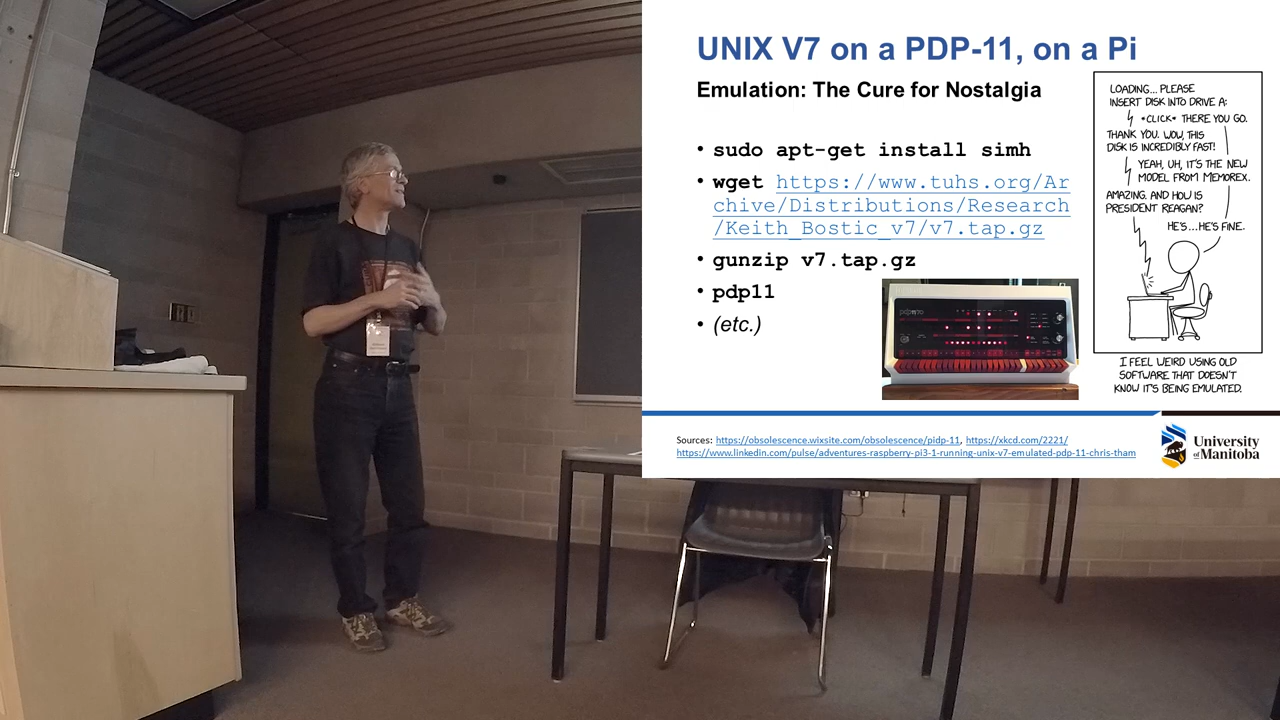 UNIX V7 on a PDP-11, on a Pi
Emulation: The Cure for Nostalgia
• sudo apt-get install simh
• wget https://www.tuhs.org/Ar
chive/Distributions/Research
/Keith_Bostic_v7/v7.tap.gz
• gunzip v7.tap.gz
• pdp11
• (etc.)
LOADING... PLEASE
INSERT DISK INTO DRIVE A:
*CLICK* THERE YOU GO.
THANK YOU. WOW, THIS
DISK IS INCREDIBLY FAST!
YEAH, UH, IT'S THE NEW
MODEL FROM MEMOREX.
AMAZING. AND HOW IS
PRESIDENT REAGAN?
HE'S...HE'S FINE.
I FEEL WEIRD USING OLD
SOFTWARE THAT DOESN'T
KNOW IT'S BEING EMULATED.
Sources: https://obsolescence.wixsite.com/obsolescence/pidp-11, https://xkcd.com/2221/
https://www.linkedin.com/pulse/adventures-raspberry-pi3-1-running-unix-v7-emulated-pdp-11-chris-tham
University
of Manitoba